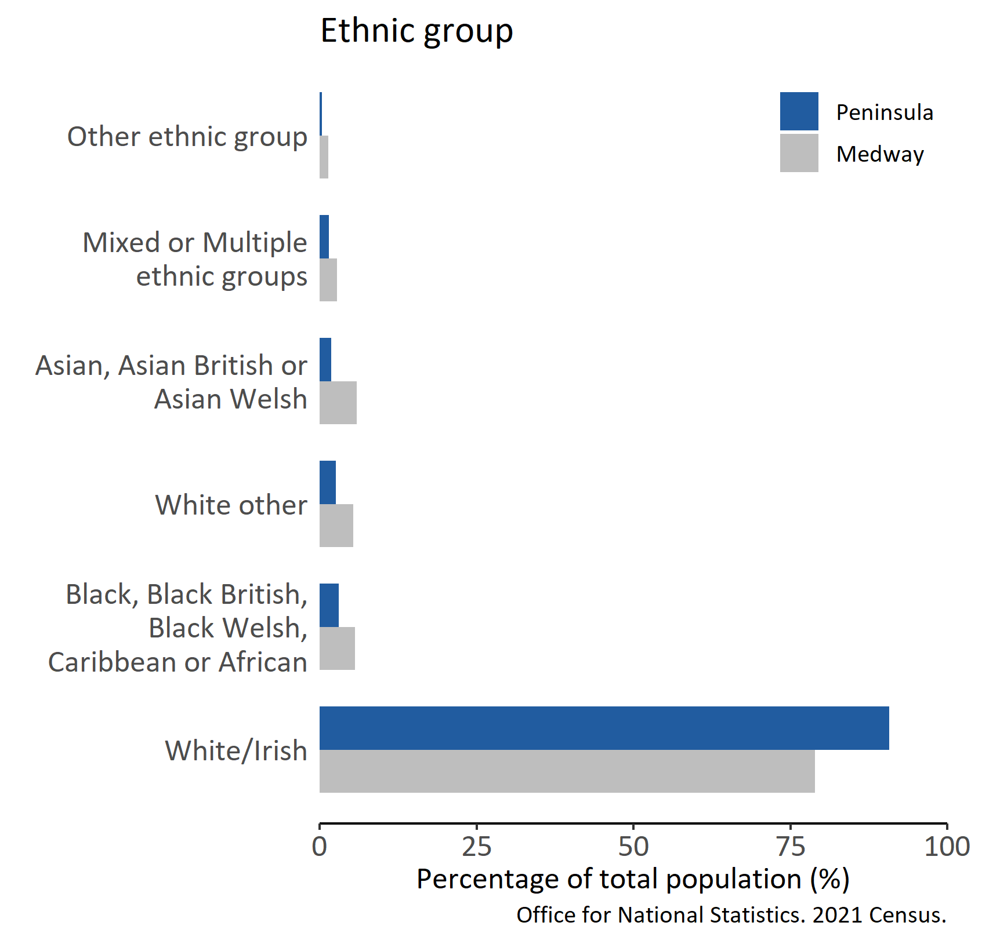 Ethnic group
Peninsula
Medway
Other ethnic group
Mixed or Multiple
ethnic groups
Asian, Asian British or
Asian Welsh
White other
Black, Black British,
Black Welsh,
Caribbean or African
White/Irish
0 25 50 75 100
Percentage of total population (%)
Office for National Statistics. 2021 Census.